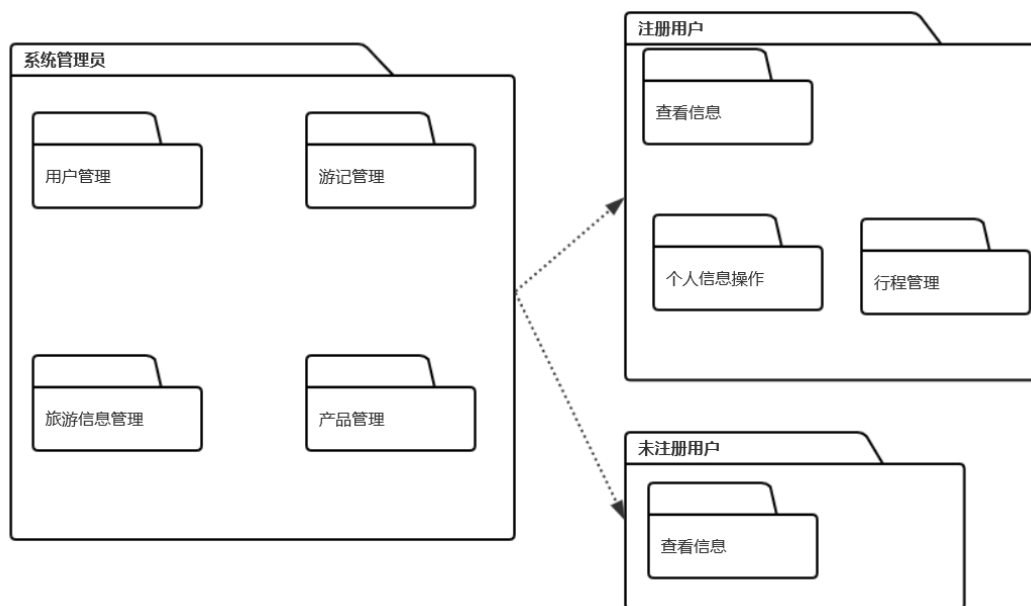 系统管理员
用户管理
游记管理
旅游信息管理
产品管理
注册用户
查看信息
个人信息操作
行程管理
未注册用户
查看信息